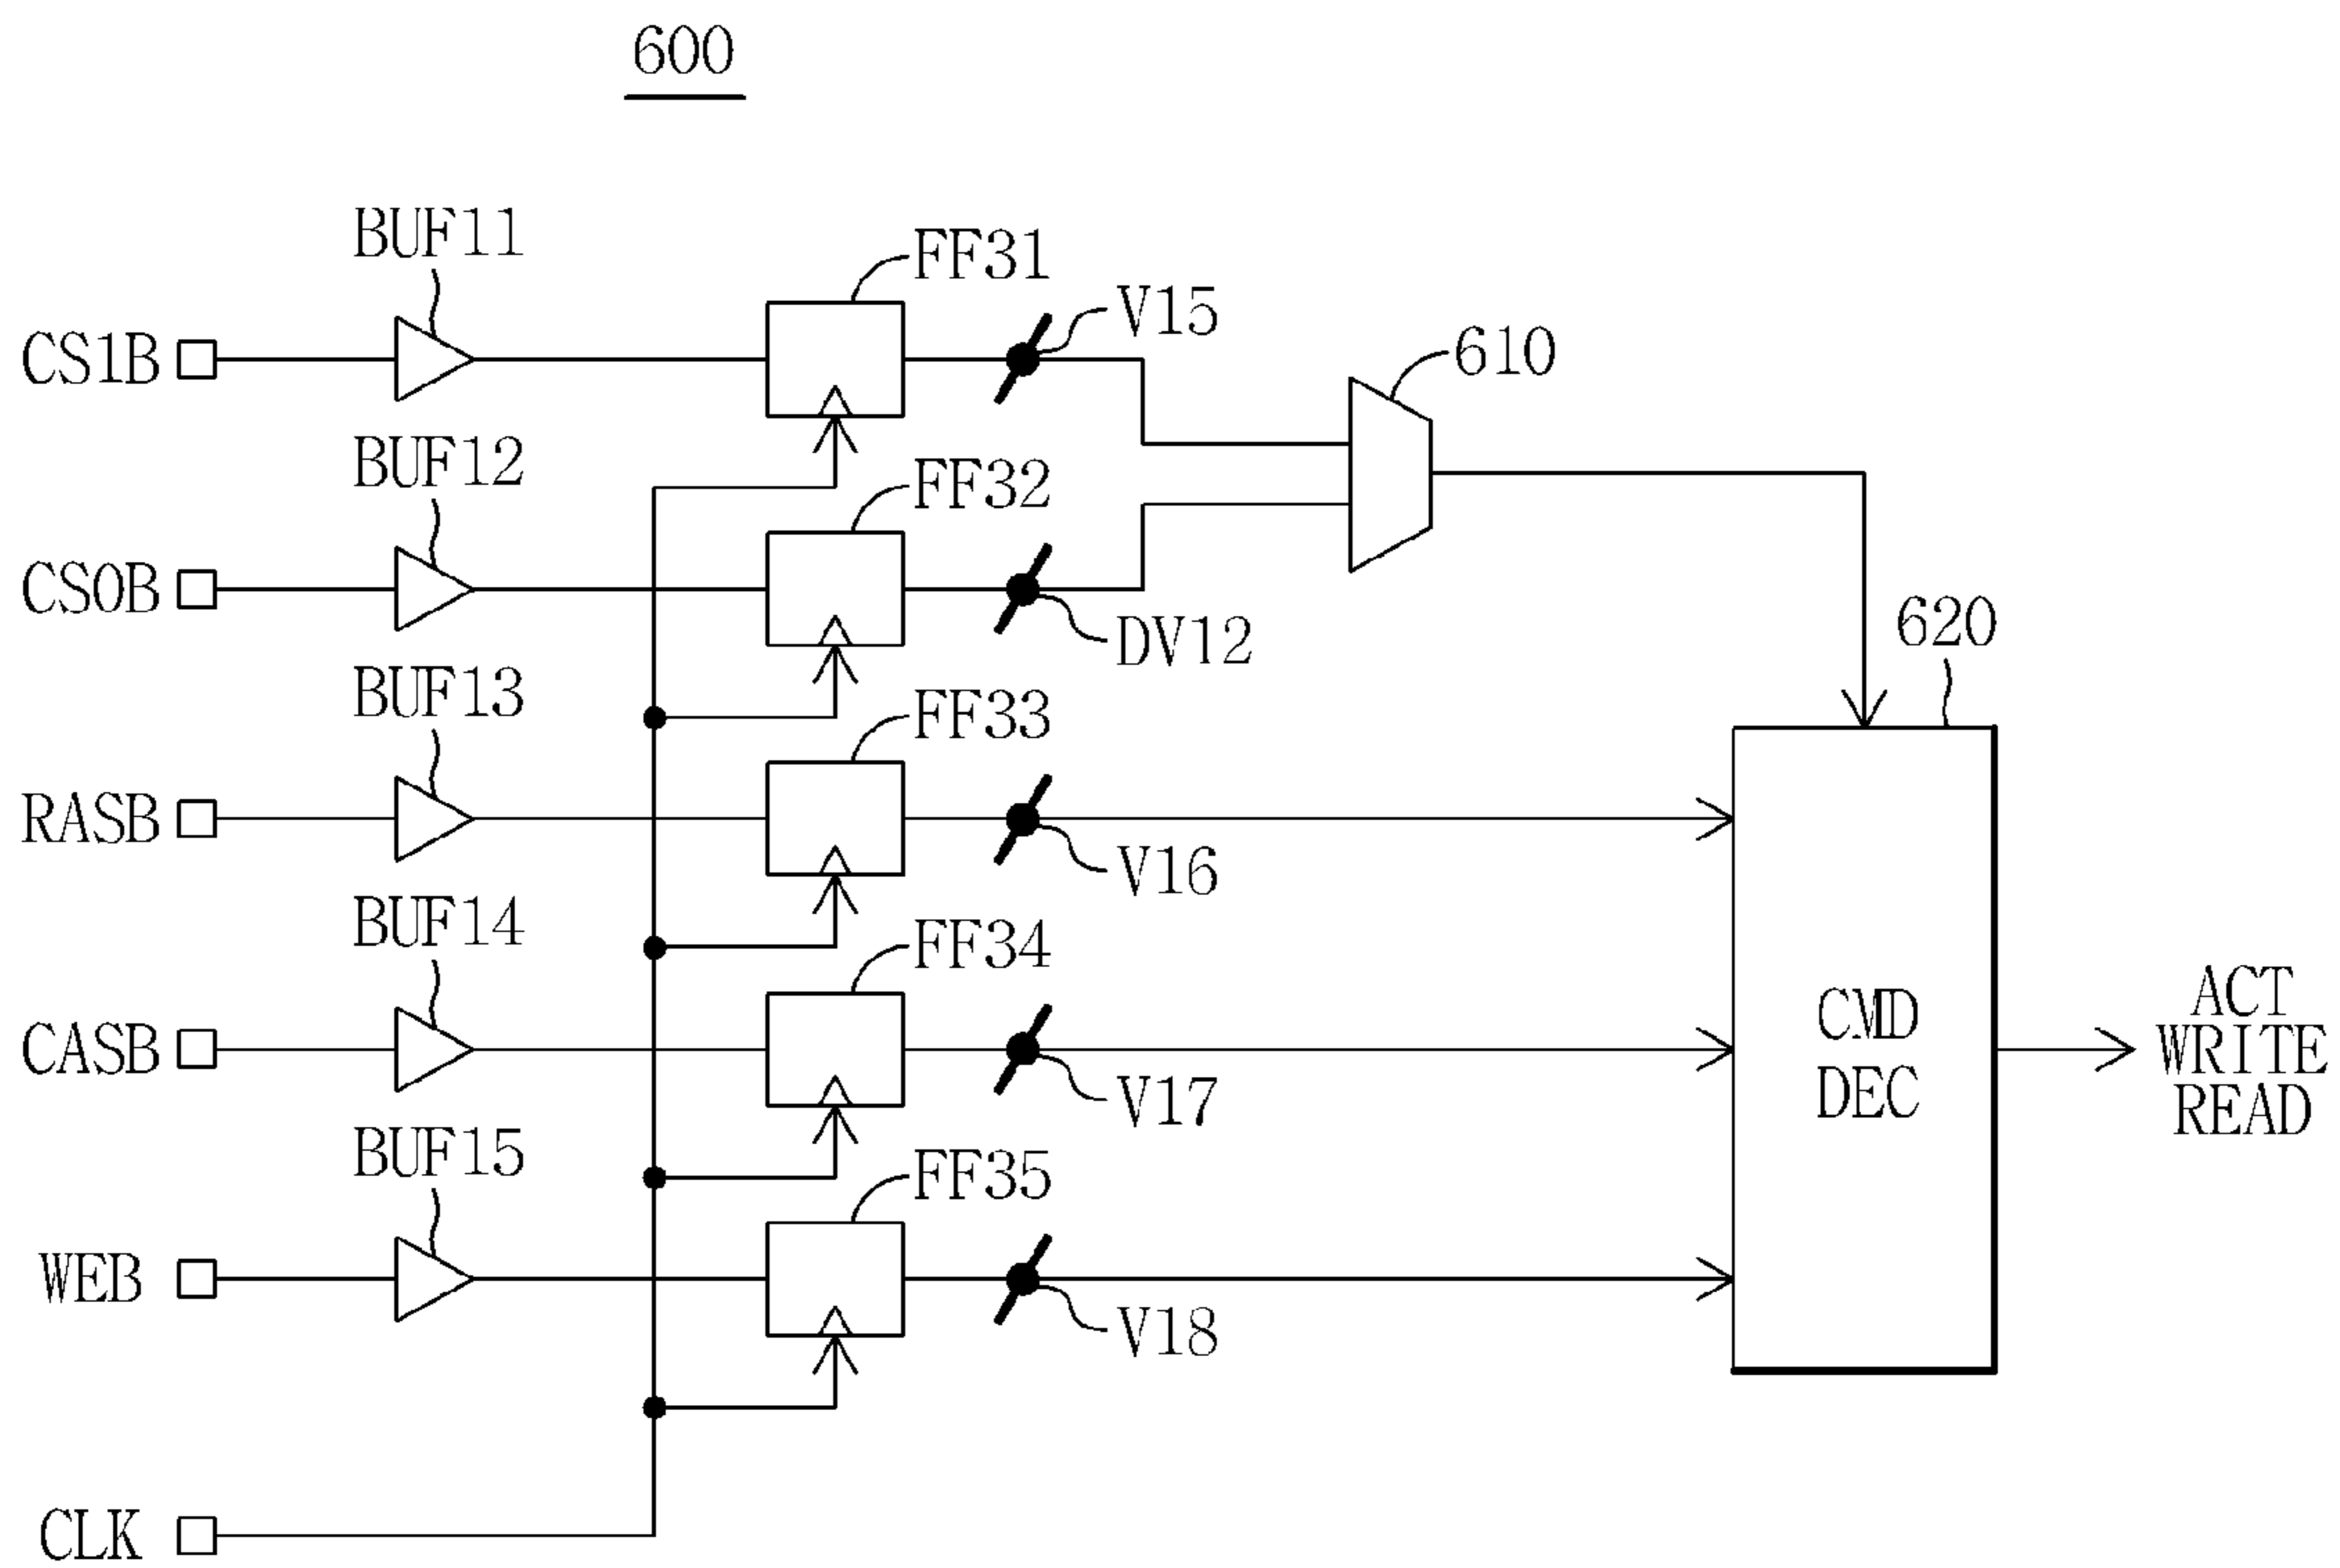 600
BUF11
FF31
V15
CS1B
610
BUF12
FF32
CS0B
DV12
620
BUF13
FF33
RASB
V16
BUF14
FF34
CASB
V17
CMD
DEC
ACT
WRITE
READ
BUF15
FF35
WEB
V18
CLK